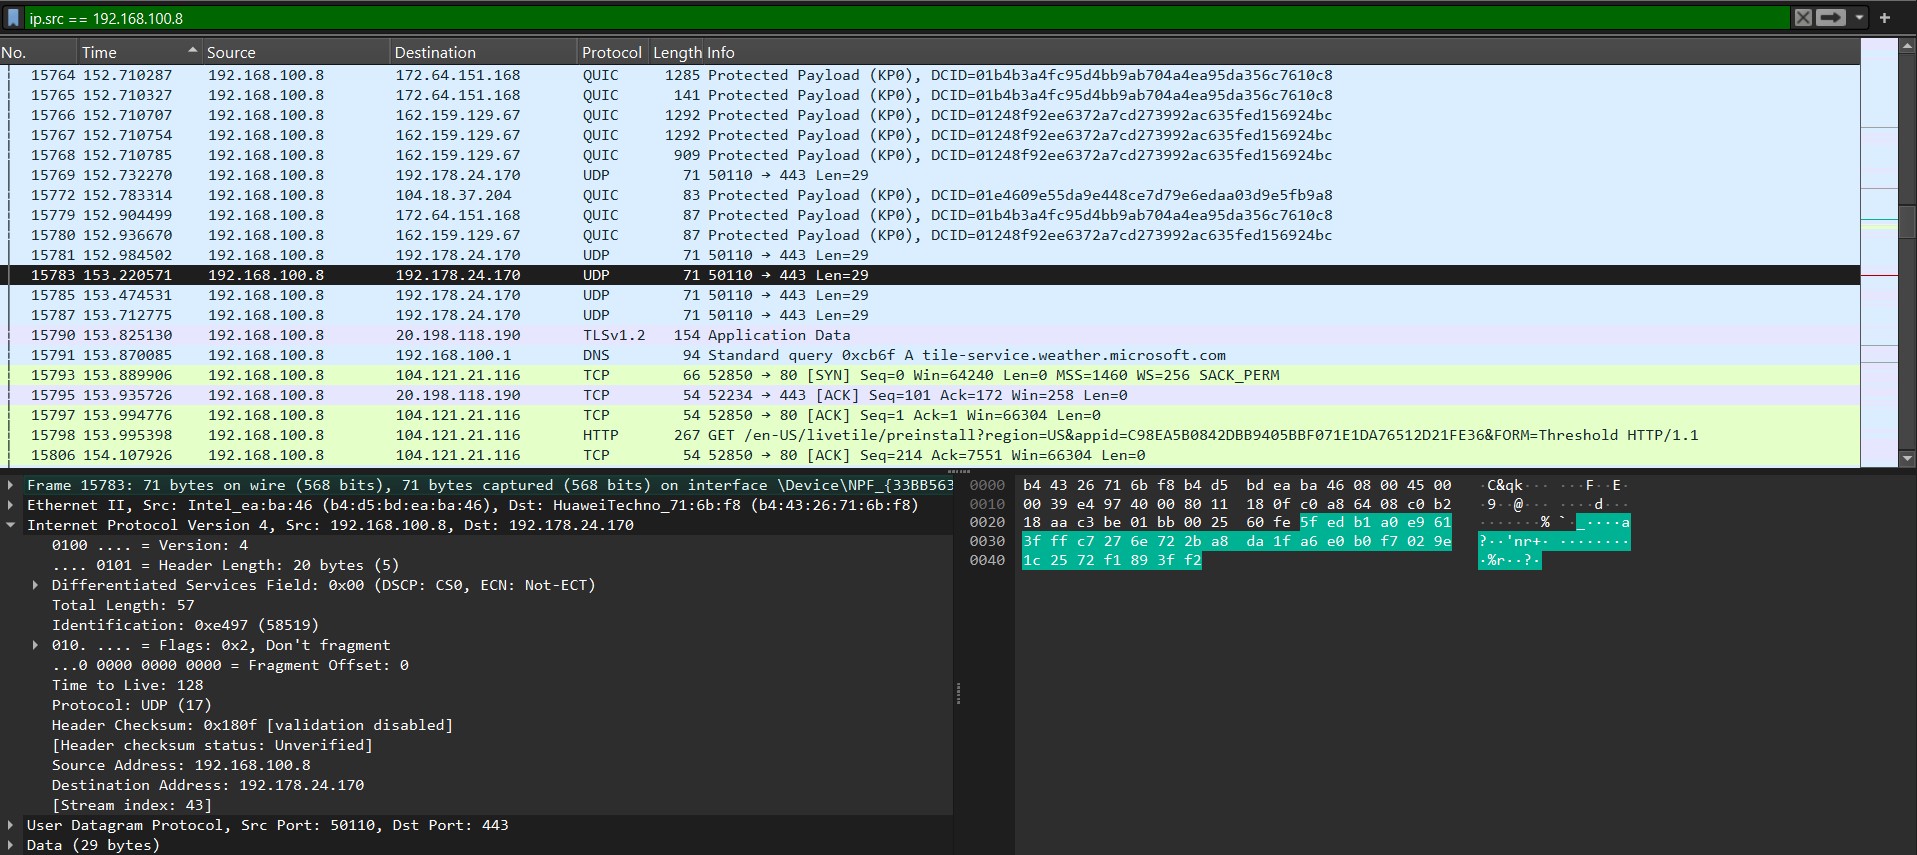 ip.src == 192.168.100.8
No. Time Source Destination Protocol Length Info
15764 152.710287 192.168.100.8 172.64.151.168 QUIC 1285 Protected Payload (KP0), DCID=01b4b3a4fc95d4bb9ab704a4ea95da356c7610c8
15765 152.710327 192.168.100.8 172.64.151.168 QUIC 141 Protected Payload (KP0), DCID=01b4b3a4fc95d4bb9ab704a4ea95da356c7610c8
15766 152.710707 192.168.100.8 162.159.129.67 QUIC 1292 Protected Payload (KP0), DCID=01248f92ee6372a7cd273992ac635fed156924bc
15767 152.710754 192.168.100.8 162.159.129.67 QUIC 1292 Protected Payload (KP0), DCID=01248f92ee6372a7cd273992ac635fed156924bc
15768 152.710785 192.168.100.8 162.159.129.67 QUIC 909 Protected Payload (KP0), DCID=01248f92ee6372a7cd273992ac635fed156924bc
15769 152.732270 192.168.100.8 192.178.24.170 UDP 71 50110 → 443 Len=29
15772 152.783314 192.168.100.8 104.18.37.204 QUIC 83 Protected Payload (KP0), DCID=01e4609e55da9e448ce7d79e6edaa03d9e5fb9a8
15779 152.904499 192.168.100.8 172.64.151.168 QUIC 87 Protected Payload (KP0), DCID=01b4b3a4fc95d4bb9ab704a4ea95da356c7610c8
15780 152.936670 192.168.100.8 162.159.129.67 QUIC 87 Protected Payload (KP0), DCID=01248f92ee6372a7cd273992ac635fed156924bc
15781 152.984502 192.168.100.8 192.178.24.170 UDP 71 50110 → 443 Len=29
15783 153.220571 192.168.100.8 192.178.24.170 UDP 71 50110 → 443 Len=29
15785 153.474531 192.168.100.8 192.178.24.170 UDP 71 50110 → 443 Len=29
15787 153.712775 192.168.100.8 192.178.24.170 UDP 71 50110 → 443 Len=29
15790 153.825130 192.168.100.8 20.198.118.190 TLSv1.2 154 Application Data
15791 153.870085 192.168.100.8 192.168.100.1 DNS 94 Standard query 0xcb6f A tile-service.weather.microsoft.com
15793 153.889906 192.168.100.8 104.121.21.116 TCP 66 52850 → 80 [SYN] Seq=0 Win=64240 Len=0 MSS=1460 WS=256 SACK_PERM
15795 153.935726 192.168.100.8 20.198.118.190 TCP 54 52234 → 443 [ACK] Seq=101 Ack=172 Win=258 Len=0
15797 153.994776 192.168.100.8 104.121.21.116 TCP 54 52850 → 80 [ACK] Seq=1 Ack=1 Win=66304 Len=0
15798 153.995398 192.168.100.8 104.121.21.116 HTTP 267 GET /en-US/livetile/preinstall?region=US&appid=C98EA5B0842DBB9405BBF071E1DA76512D21FE36&FORM=Threshold HTTP/1.1
15806 154.107926 192.168.100.8 104.121.21.116 TCP 54 52850 → 80 [ACK] Seq=214 Ack=7551 Win=66304 Len=0
Frame 15783: 71 bytes on wire (568 bits), 71 bytes captured (568 bits) on interface \Device\NPF_{33BB563
Ethernet II, Src: Intel_ea:ba:46 (b4:d5:bd:ea:ba:46), Dst: HuaweiTechno_71:6b:f8 (b4:43:26:71:6b:f8)
Internet Protocol Version 4, Src: 192.168.100.8, Dst: 192.178.24.170
0100 .... = Version: 4
.... 0101 = Header Length: 20 bytes (5)
Differentiated Services Field: 0x00 (DSCP: CS0, ECN: Not-ECT)
Total Length: 57
Identification: 0xe497 (58519)
010. .... = Flags: 0x2, Don't fragment
...0 0000 0000 0000 = Fragment Offset: 0
Time to Live: 128
Protocol: UDP (17)
Header Checksum: 0x180f [validation disabled]
[Header checksum status: Unverified]
Source Address: 192.168.100.8
Destination Address: 192.178.24.170
[Stream index: 43]
User Datagram Protocol, Src Port: 50110, Dst Port: 443
Data (29 bytes)
0000 b4 43 26 71 6b f8 b4 d5 bd ea ba 46 08 00 45 00 ·C&qk··· ···F··E·
0010 00 39 e4 97 40 00 80 11 18 0f c0 a8 64 08 c0 b2 ·9··@··· ····d···
0020 18 aa c3 be 01 bb 00 25 60 fe 5f ed b1 a0 e9 61 ·······% `·_····a
0030 3f ff c7 27 6e 72 2b a8 da 1f a6 e0 b0 f7 02 9e ?··'nr+· ········
0040 1c 25 72 f1 89 3f f2 ·%r··?·